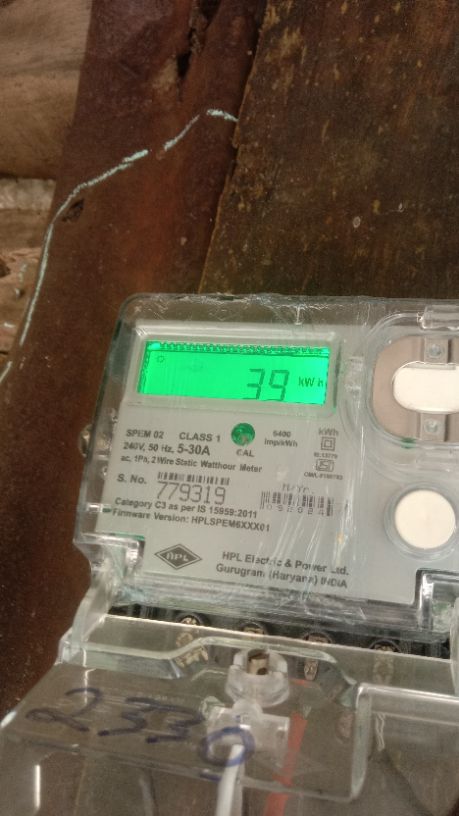 39 kWh
SPEM 02 CLASS 1
6400 imp/kWh
kWh
240V, 50 Hz, 5-30A
CAL
ac, 1Ph, 2Wire Static Watthour Meter
S. No.
779319
Category C3 as per IS 15959:2011
Firmware Version: HPLSPEM6XXX01
HPL
HPL Electric & Power Ltd.
Gurugram (Haryana) INDIA
2330